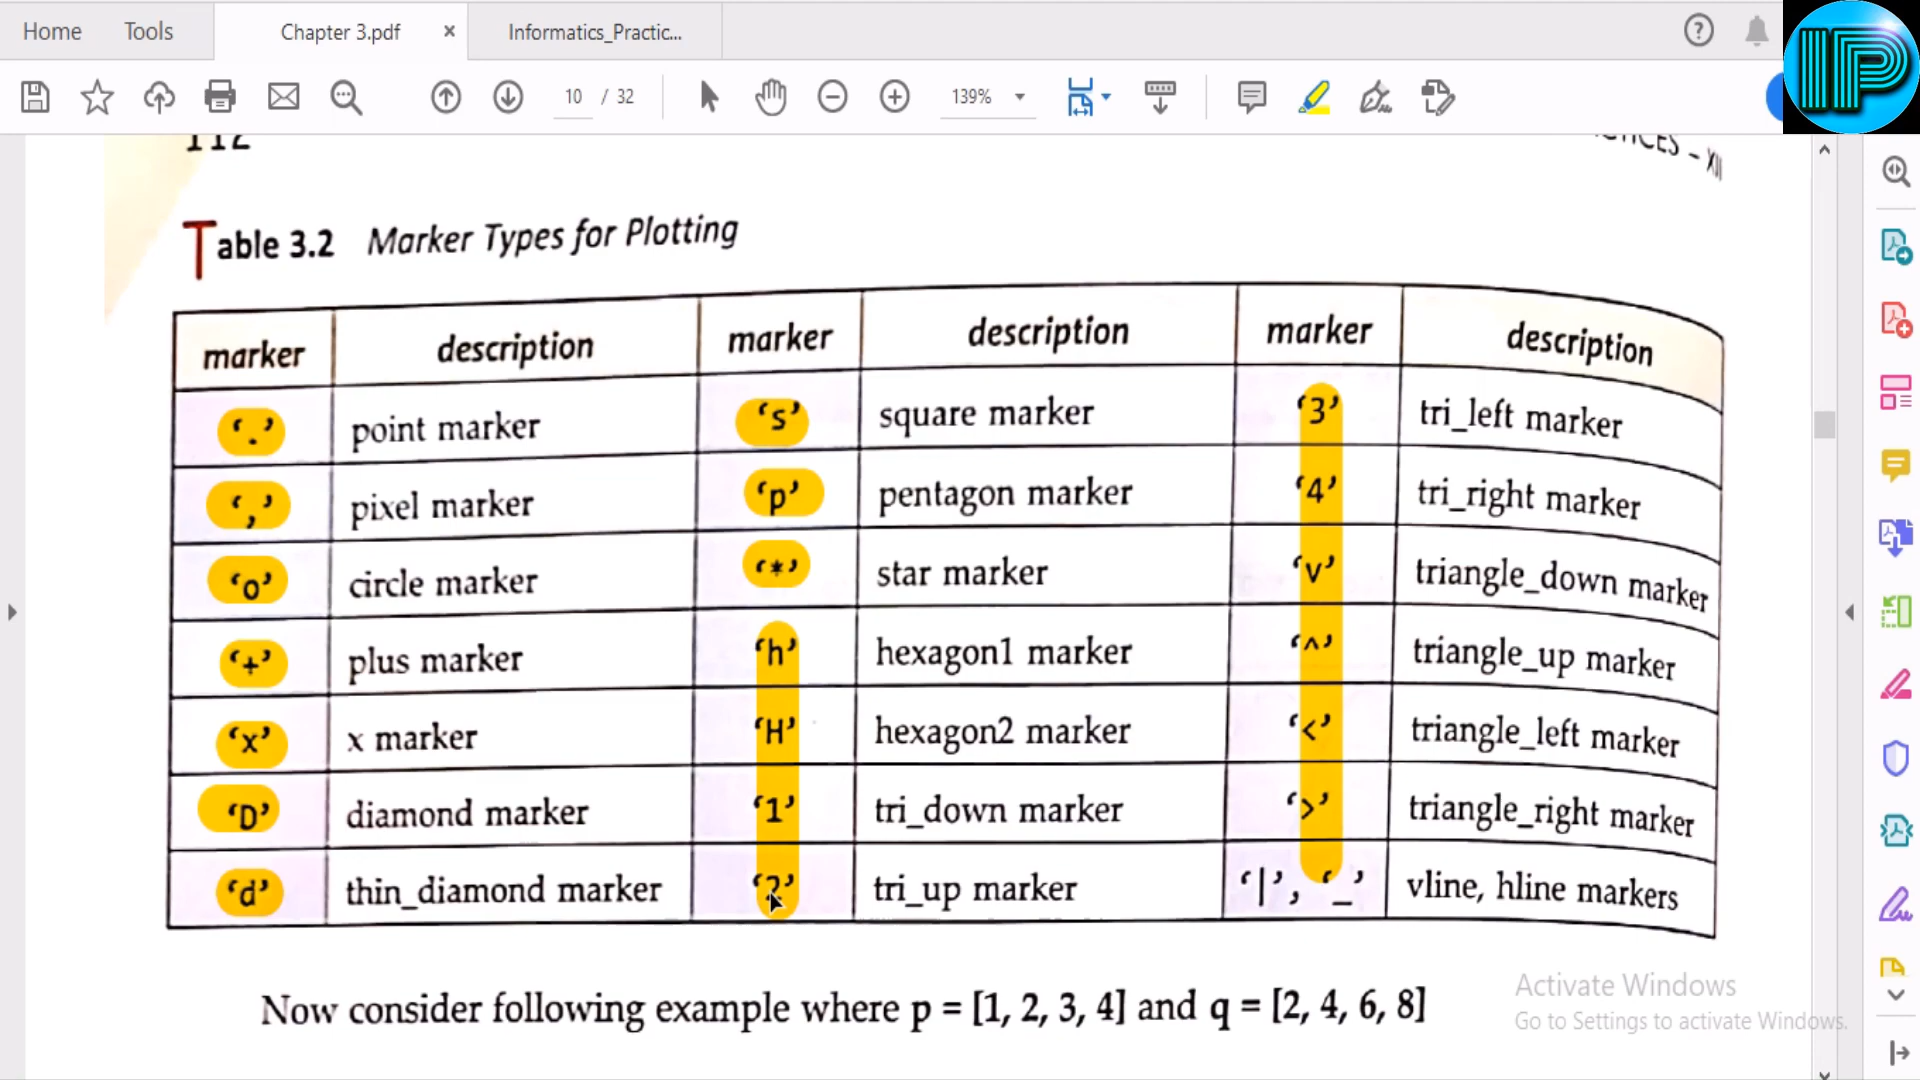 Home Tools Chapter 3.pdf × Informatics_Practic...
10 / 32 139%
IP
112
– XII
Table 3.2 Marker Types for Plotting
marker description marker description marker description
‘.’ point marker ‘s’ square marker ‘3’ tri_left marker
‘,’ pixel marker ‘p’ pentagon marker ‘4’ tri_right marker
‘o’ circle marker ‘*’ star marker ‘v’ triangle_down marker
‘+’ plus marker ‘h’ hexagon1 marker ‘^’ triangle_up marker
‘x’ x marker ‘H’ hexagon2 marker ‘<’ triangle_left marker
‘D’ diamond marker ‘1’ tri_down marker ‘>’ triangle_right marker
‘d’ thin_diamond marker ‘2’ tri_up marker ‘|’, ‘_’ vline, hline markers
Now consider following example where p = [1, 2, 3, 4] and q = [2, 4, 6, 8]
Activate Windows
Go to Settings to activate Windows.